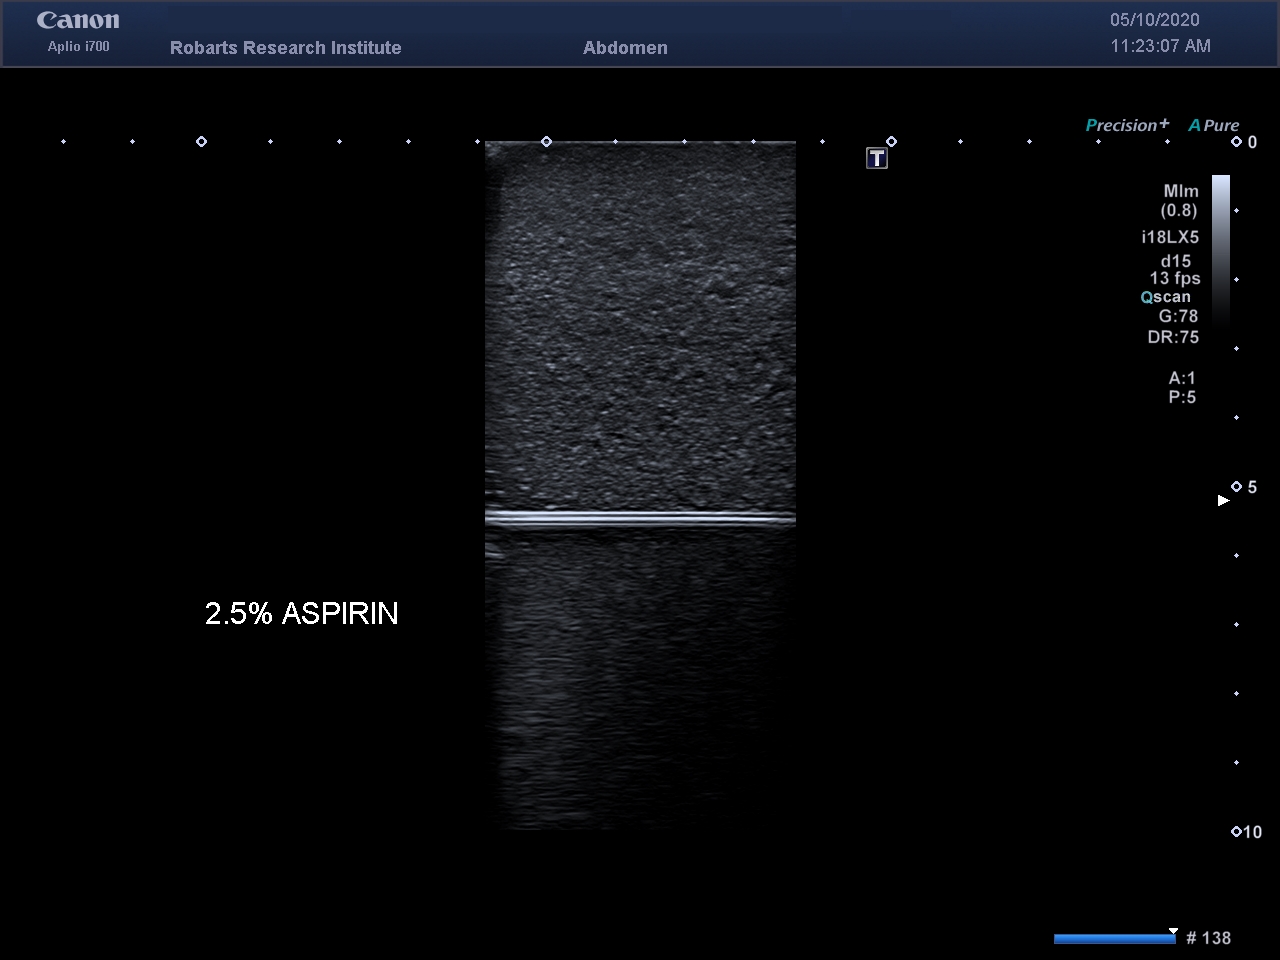 Canon
Aplio i700
Robarts Research Institute
Abdomen
05/10/2020
11:23:07 AM
Precision+ APure
T
0
MIm
(0.8)
i18LX5
d15
13 fps
Qscan
G:78
DR:75
A:1
P:5
5
2.5% ASPIRIN
10
# 138